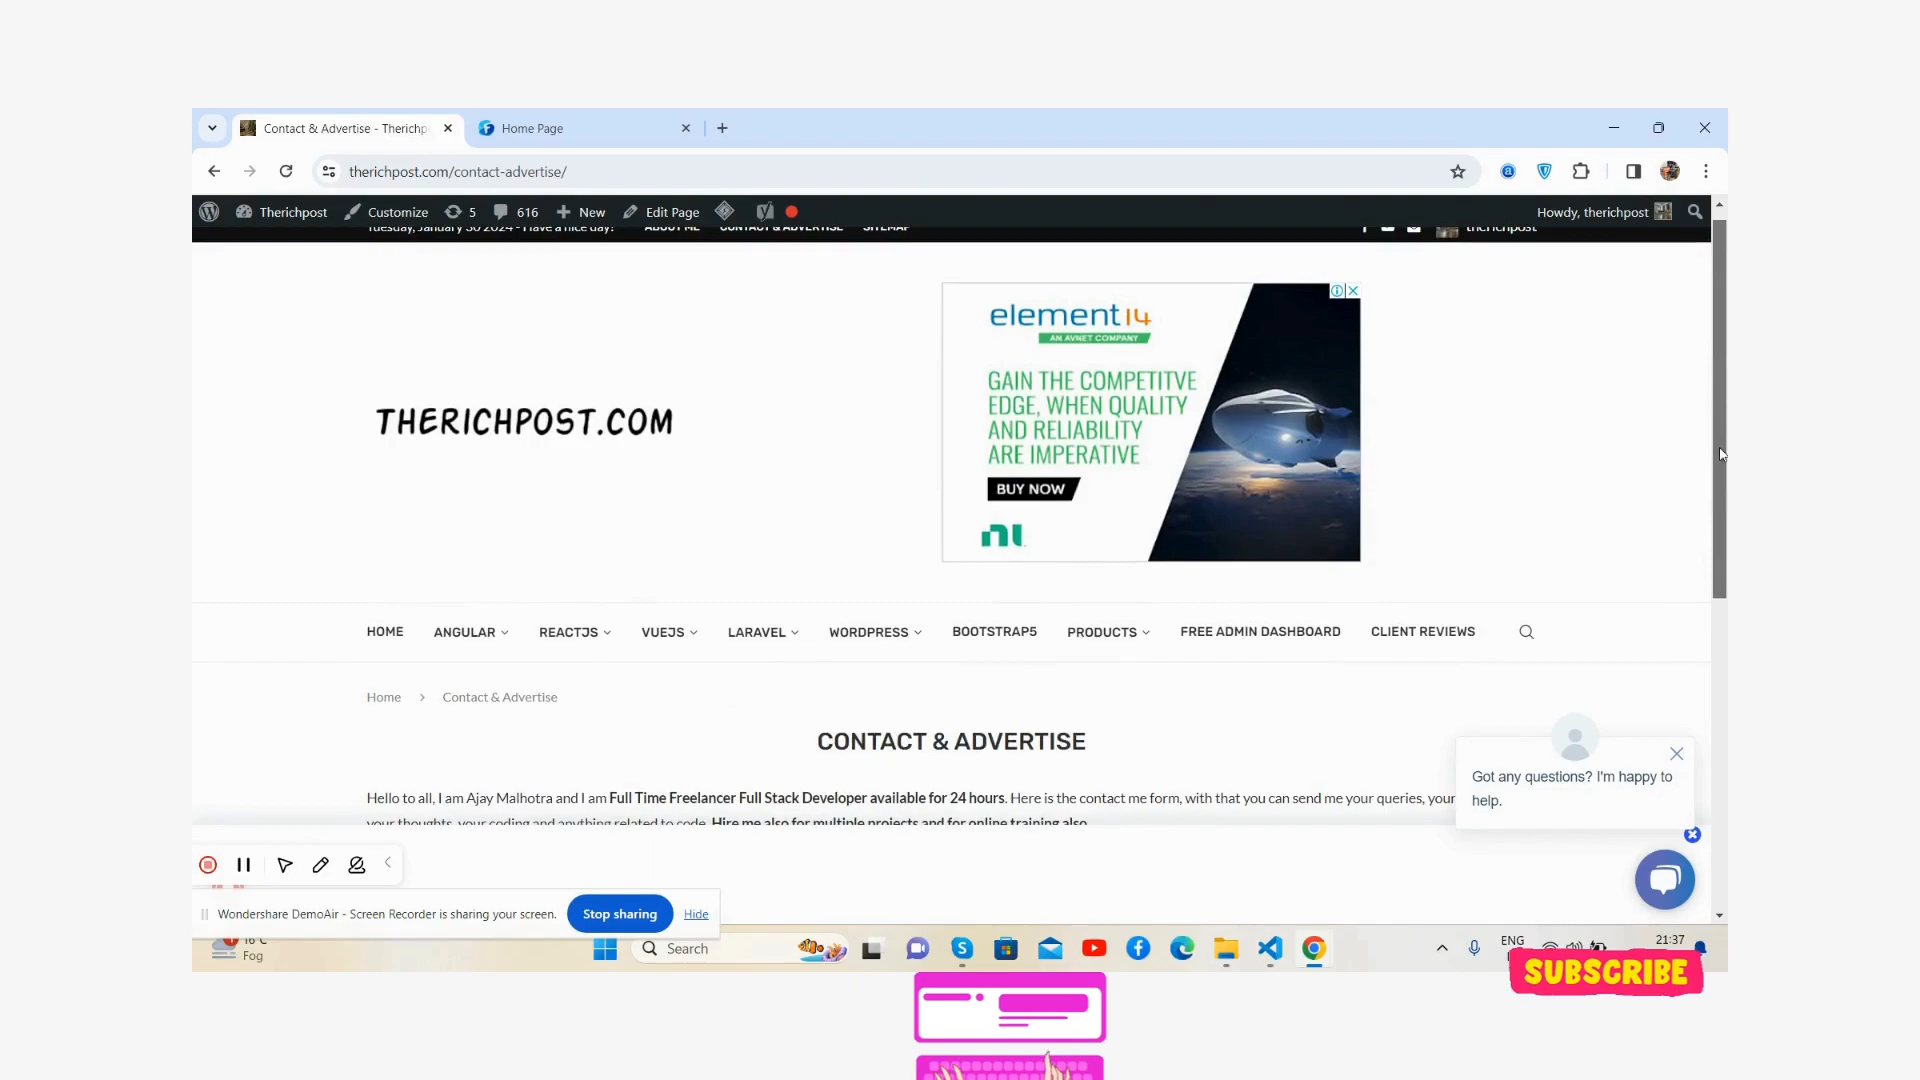 Contact & Advertise - Therichp
Home Page
therichpost.com/contact-advertise/
Therichpost
Customize
5
616
New
Edit Page
Howdy, therichpost
Tuesday, January 30 2024 - Have a nice day!
ABOUT ME
CONTACT & ADVERTISE
SITEMAP
therichpost
THERICHPOST.COM
element14
AN AVNET COMPANY
GAIN THE COMPETITVE
EDGE, WHEN QUALITY
AND RELIABILITY
ARE IMPERATIVE
BUY NOW
nı
HOME
ANGULAR
REACTJS
VUEJS
LARAVEL
WORDPRESS
BOOTSTRAP5
PRODUCTS
FREE ADMIN DASHBOARD
CLIENT REVIEWS
Home > Contact & Advertise
CONTACT & ADVERTISE
Hello to all, I am Ajay Malhotra and I am Full Time Freelancer Full Stack Developer available for 24 hours. Here is the contact me form, with that you can send me your queries, your
your thoughts, your coding and anything related to code. Hire me also for multiple projects and for online training also
Got any questions? I'm happy to
help.
Wondershare DemoAir - Screen Recorder is sharing your screen.
Stop sharing
Hide
1
16°C
Fog
Search
ENG
21:37
SUBSCRIBE